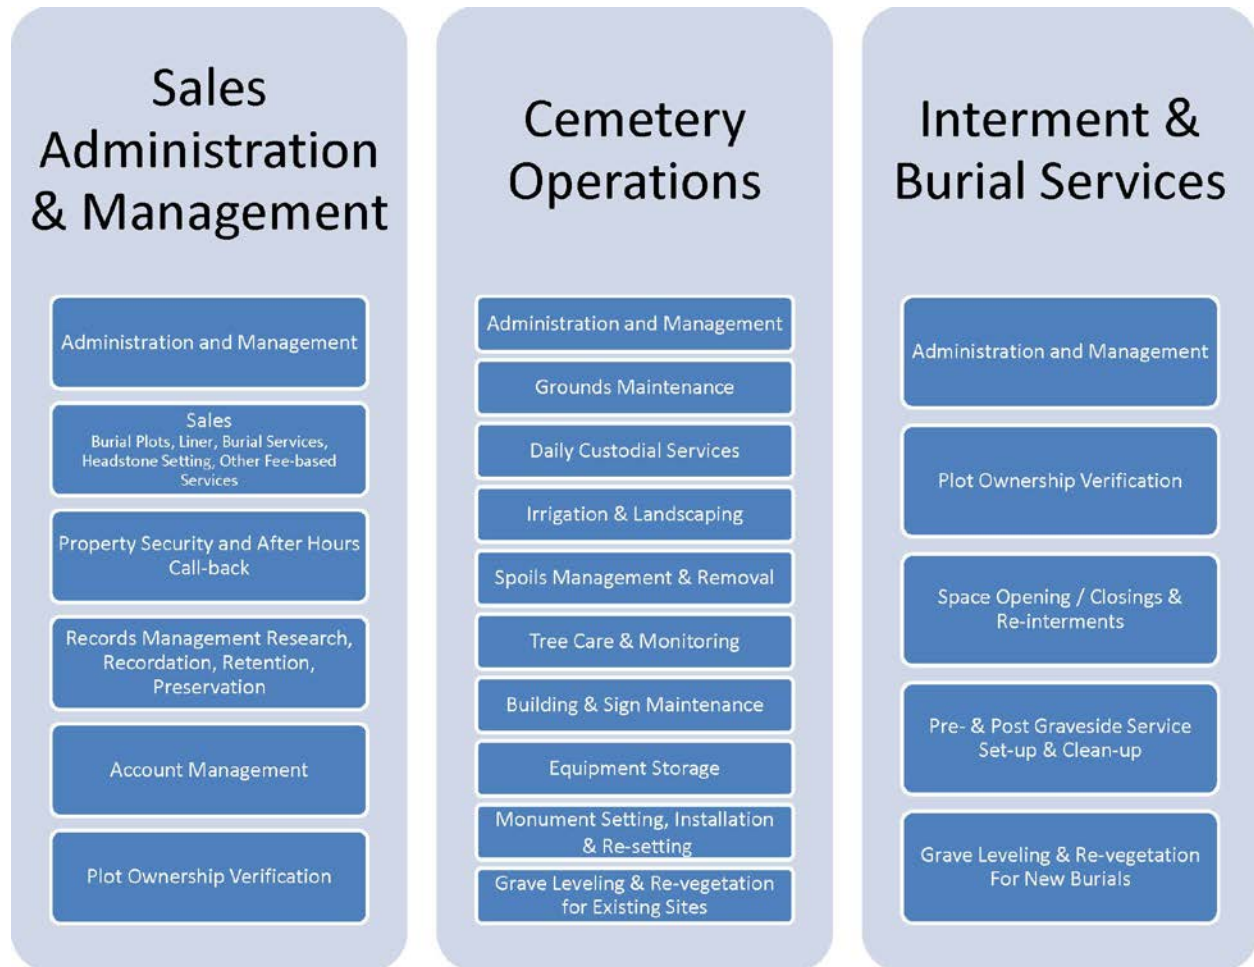 Sales
Administration
& Management
Administration and Management
Sales
Burial Plots, Liner, Burial Services,
Headstone Setting, Other Fee-based
Services
Property Security and After Hours
Call-back
Records Management Research,
Recordation, Retention,
Preservation
Account Management
Plot Ownership Verification
Cemetery
Operations
Administration and Management
Grounds Maintenance
Daily Custodial Services
Irrigation & Landscaping
Spoils Management & Removal
Tree Care & Monitoring
Building & Sign Maintenance
Equipment Storage
Monument Setting, Installation
& Re-setting
Grave Leveling & Re-vegetation
for Existing Sites
Interment &
Burial Services
Administration and Management
Plot Ownership Verification
Space Opening / Closings &
Re-interments
Pre- & Post Graveside Service
Set-up & Clean-up
Grave Leveling & Re-vegetation
For New Burials